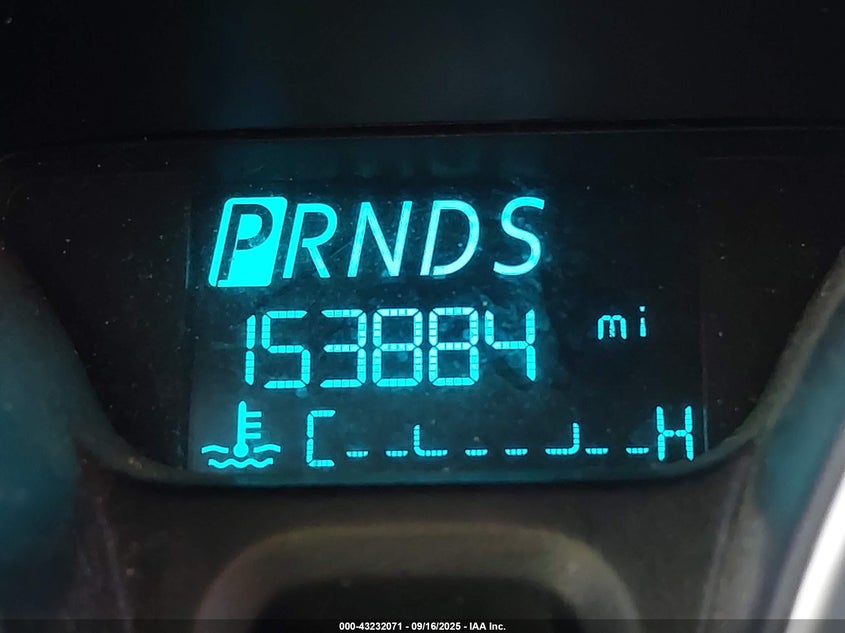 PRNDS
153884 mi
C H
000-43232071 - 09/16/2025 - IAA Inc.